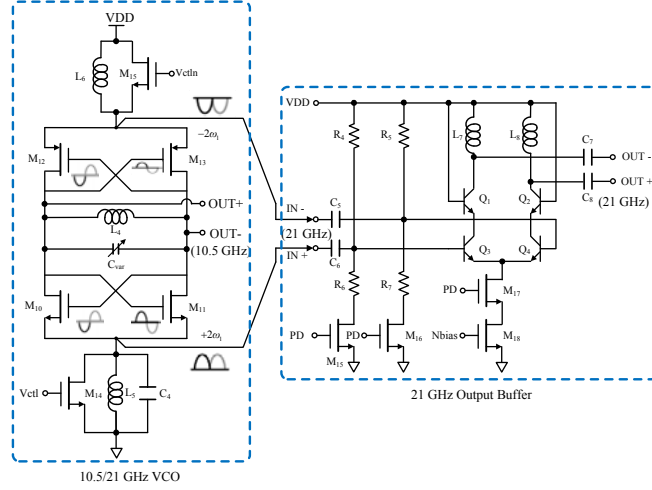 VDD
L6
M15
Vctln
−2ω1
M12
M13
OUT+
L4
OUT-
(10.5 GHz)
Cvar
M10
M11
+2ω1
Vctl
M14
L5
C4
10.5/21 GHz VCO
VDD
R4
R5
L7
L8
C7
OUT -
OUT +
C8
(21 GHz)
Q1
Q2
IN -
C5
(21 GHz)
IN +
C6
Q3
Q4
R6
R7
PD
M17
PD
PD
M16
Nbias
M18
M15
21 GHz Output Buffer